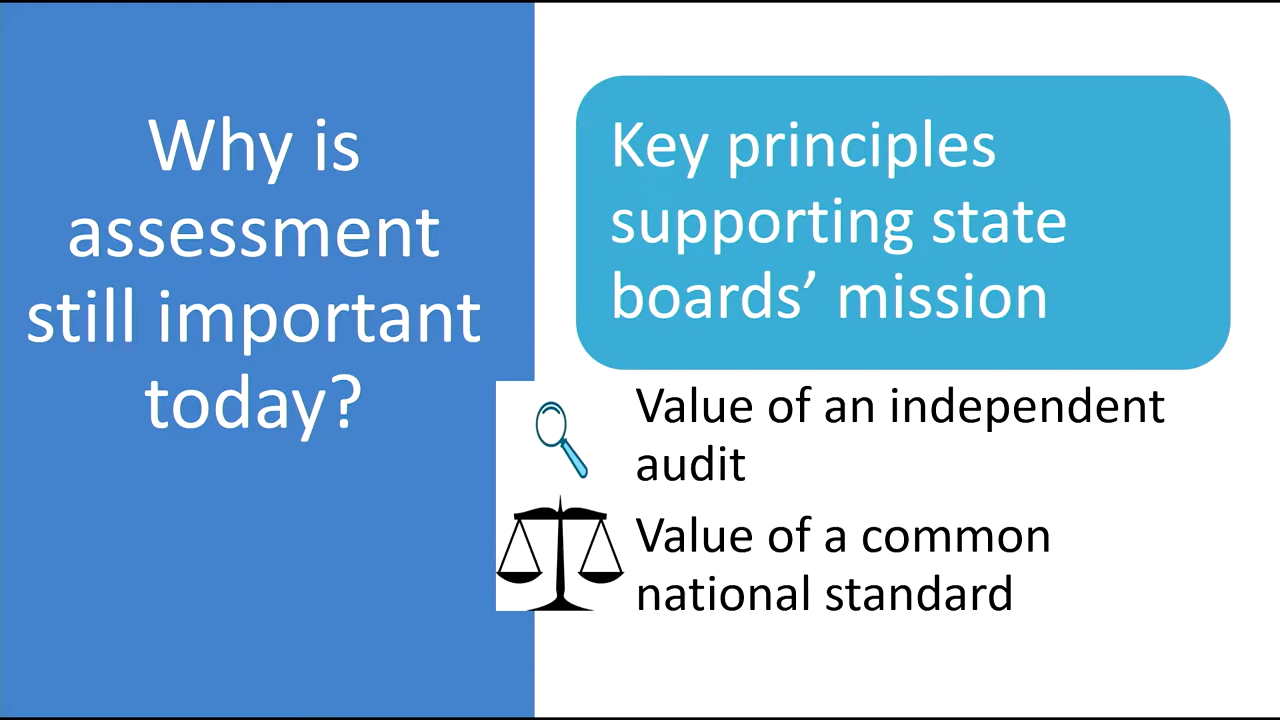 Why is
assessment
still important
today?
Key principles
supporting state
boards’ mission
Value of an independent
audit
Value of a common
national standard